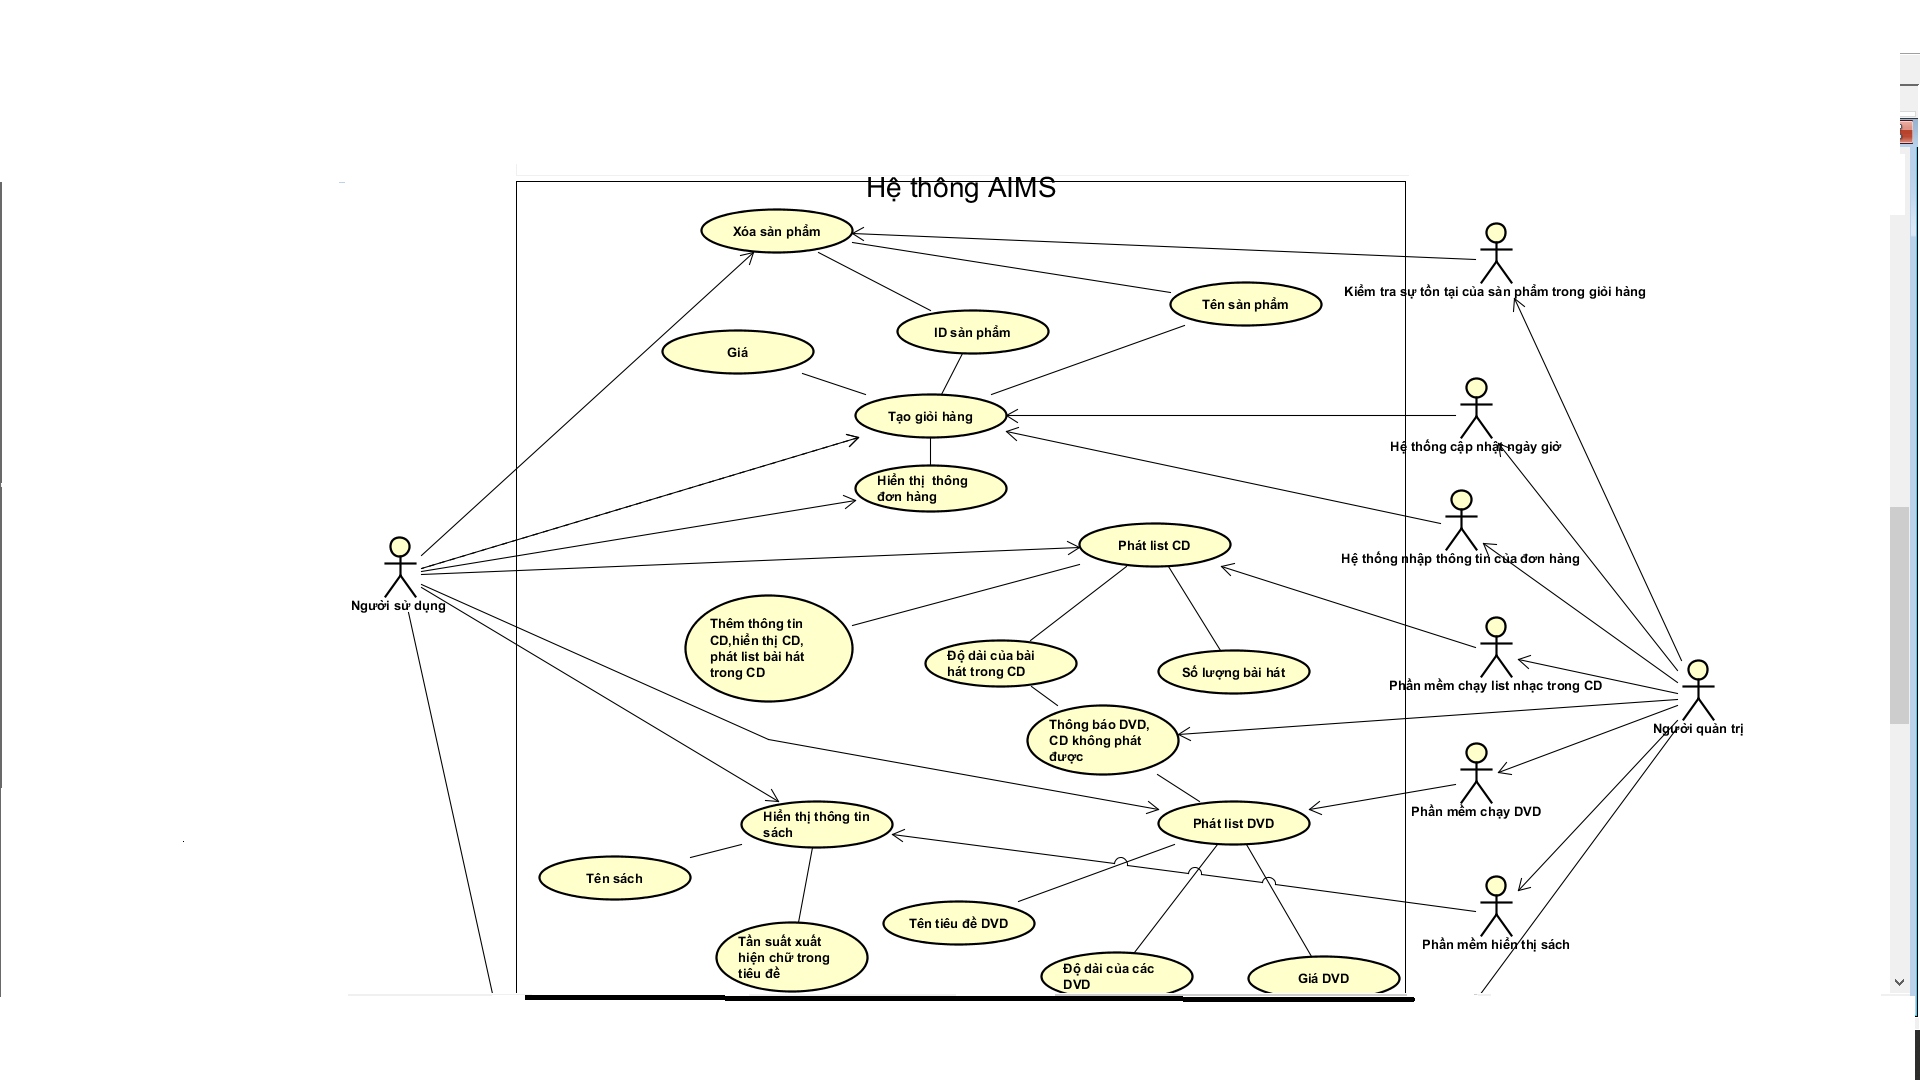 Hệ thông AIMS
Xóa sản phẩm
Kiểm tra sự tồn tại của sản phẩm trong giỏi hàng
Tên sản phẩm
ID sản phẩm
Giá
Tạo giỏi hàng
Hệ thống cập nhật ngày giờ
Hiển thị thông
đơn hàng
Phát list CD
Hệ thống nhập thông tin của đơn hàng
Người sử dụng
Thêm thông tin
CD,hiển thị CD,
phát list bài hát
trong CD
Độ dài của bài
hát trong CD
Số lượng bài hát
Phần mềm chạy list nhạc trong CD
Thông báo DVD,
CD không phát
được
Người quản trị
Hiển thị thông tin
sách
Phát list DVD
Phần mềm chạy DVD
Tên sách
Tên tiêu đề DVD
Phần mềm hiển thị sách
Tần suất xuất
hiện chữ trong
tiêu đề
Độ dài của các
DVD
Giá DVD